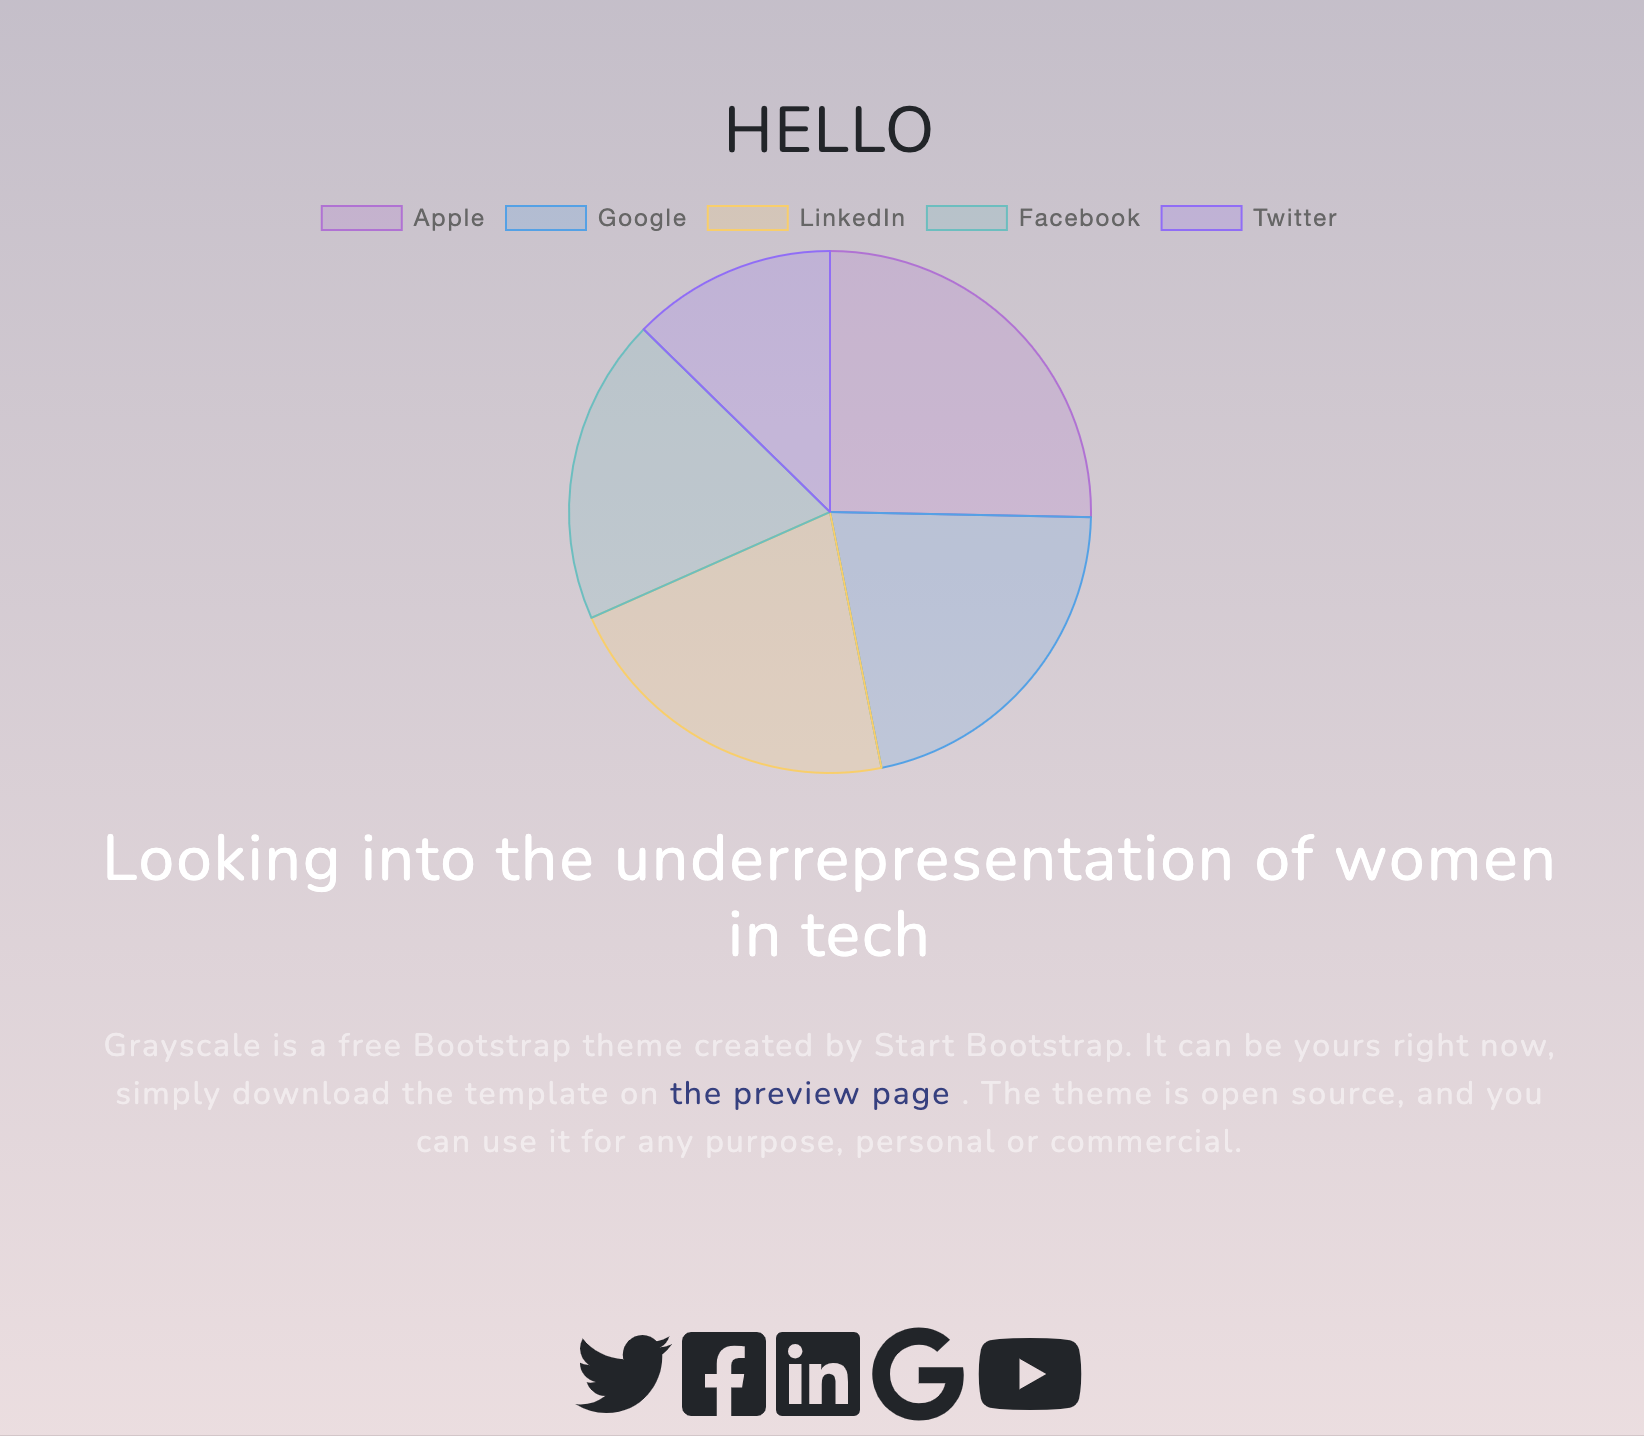 HELLO
Apple Google LinkedIn Facebook Twitter
Looking into the underrepresentation of women
in tech
Grayscale is a free Bootstrap theme created by Start Bootstrap. It can be yours right now,
simply download the template on the preview page . The theme is open source, and you
can use it for any purpose, personal or commercial.